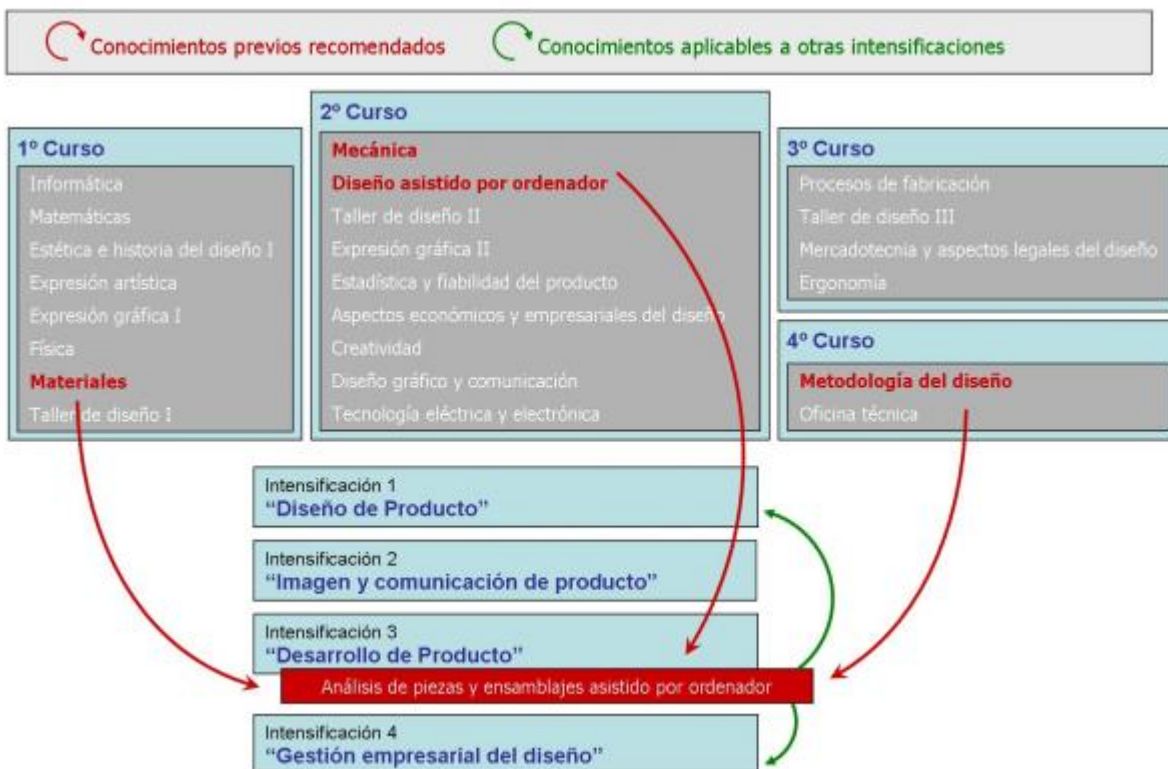 Conocimientos previos recomendados
Conocimientos aplicables a otras intensificaciones
1º Curso
Informática
Matemáticas
Estética e historia del diseño I
Expresión artística
Expresión gráfica I
Física
Materiales
Taller de diseño I
2º Curso
Mecánica
Diseño asistido por ordenador
Taller de diseño II
Expresión gráfica II
Estadística y fiabilidad del producto
Aspectos económicos y empresariales del diseño
Creatividad
Diseño gráfico y comunicación
Tecnología eléctrica y electrónica
3º Curso
Procesos de fabricación
Taller de diseño III
Mercadotecnia y aspectos legales del diseño
Ergonomía
4º Curso
Metodología del diseño
Oficina técnica
Intensificación 1
“Diseño de Producto”
Intensificación 2
“Imagen y comunicación de producto”
Intensificación 3
“Desarrollo de Producto”
Análisis de piezas y ensamblajes asistido por ordenador
Intensificación 4
“Gestión empresarial del diseño”